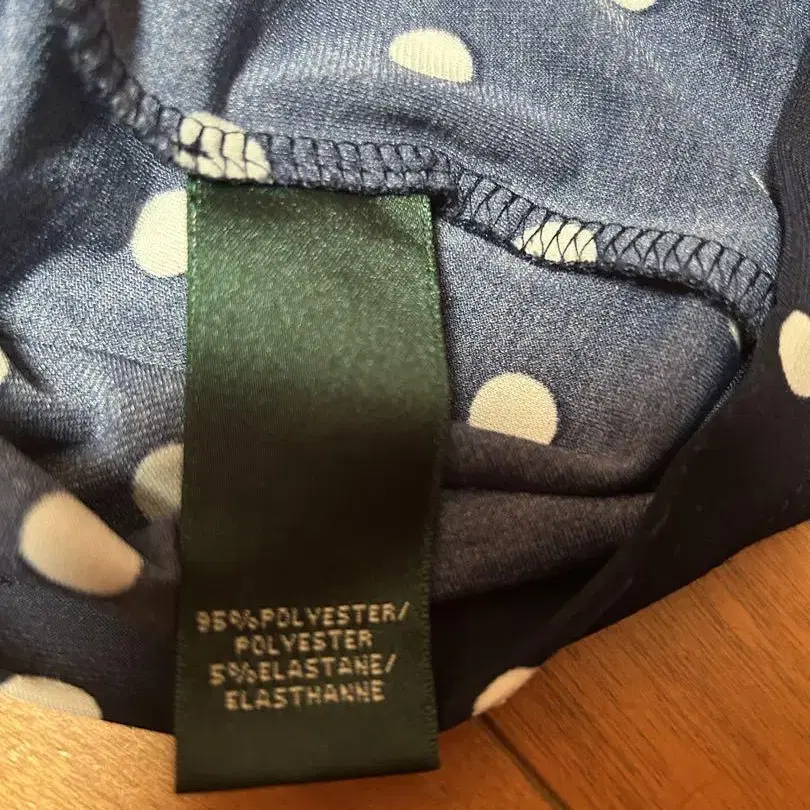 95%POLYESTER/
POLYESTER
5%ELASTANE/
ELASTHANNE